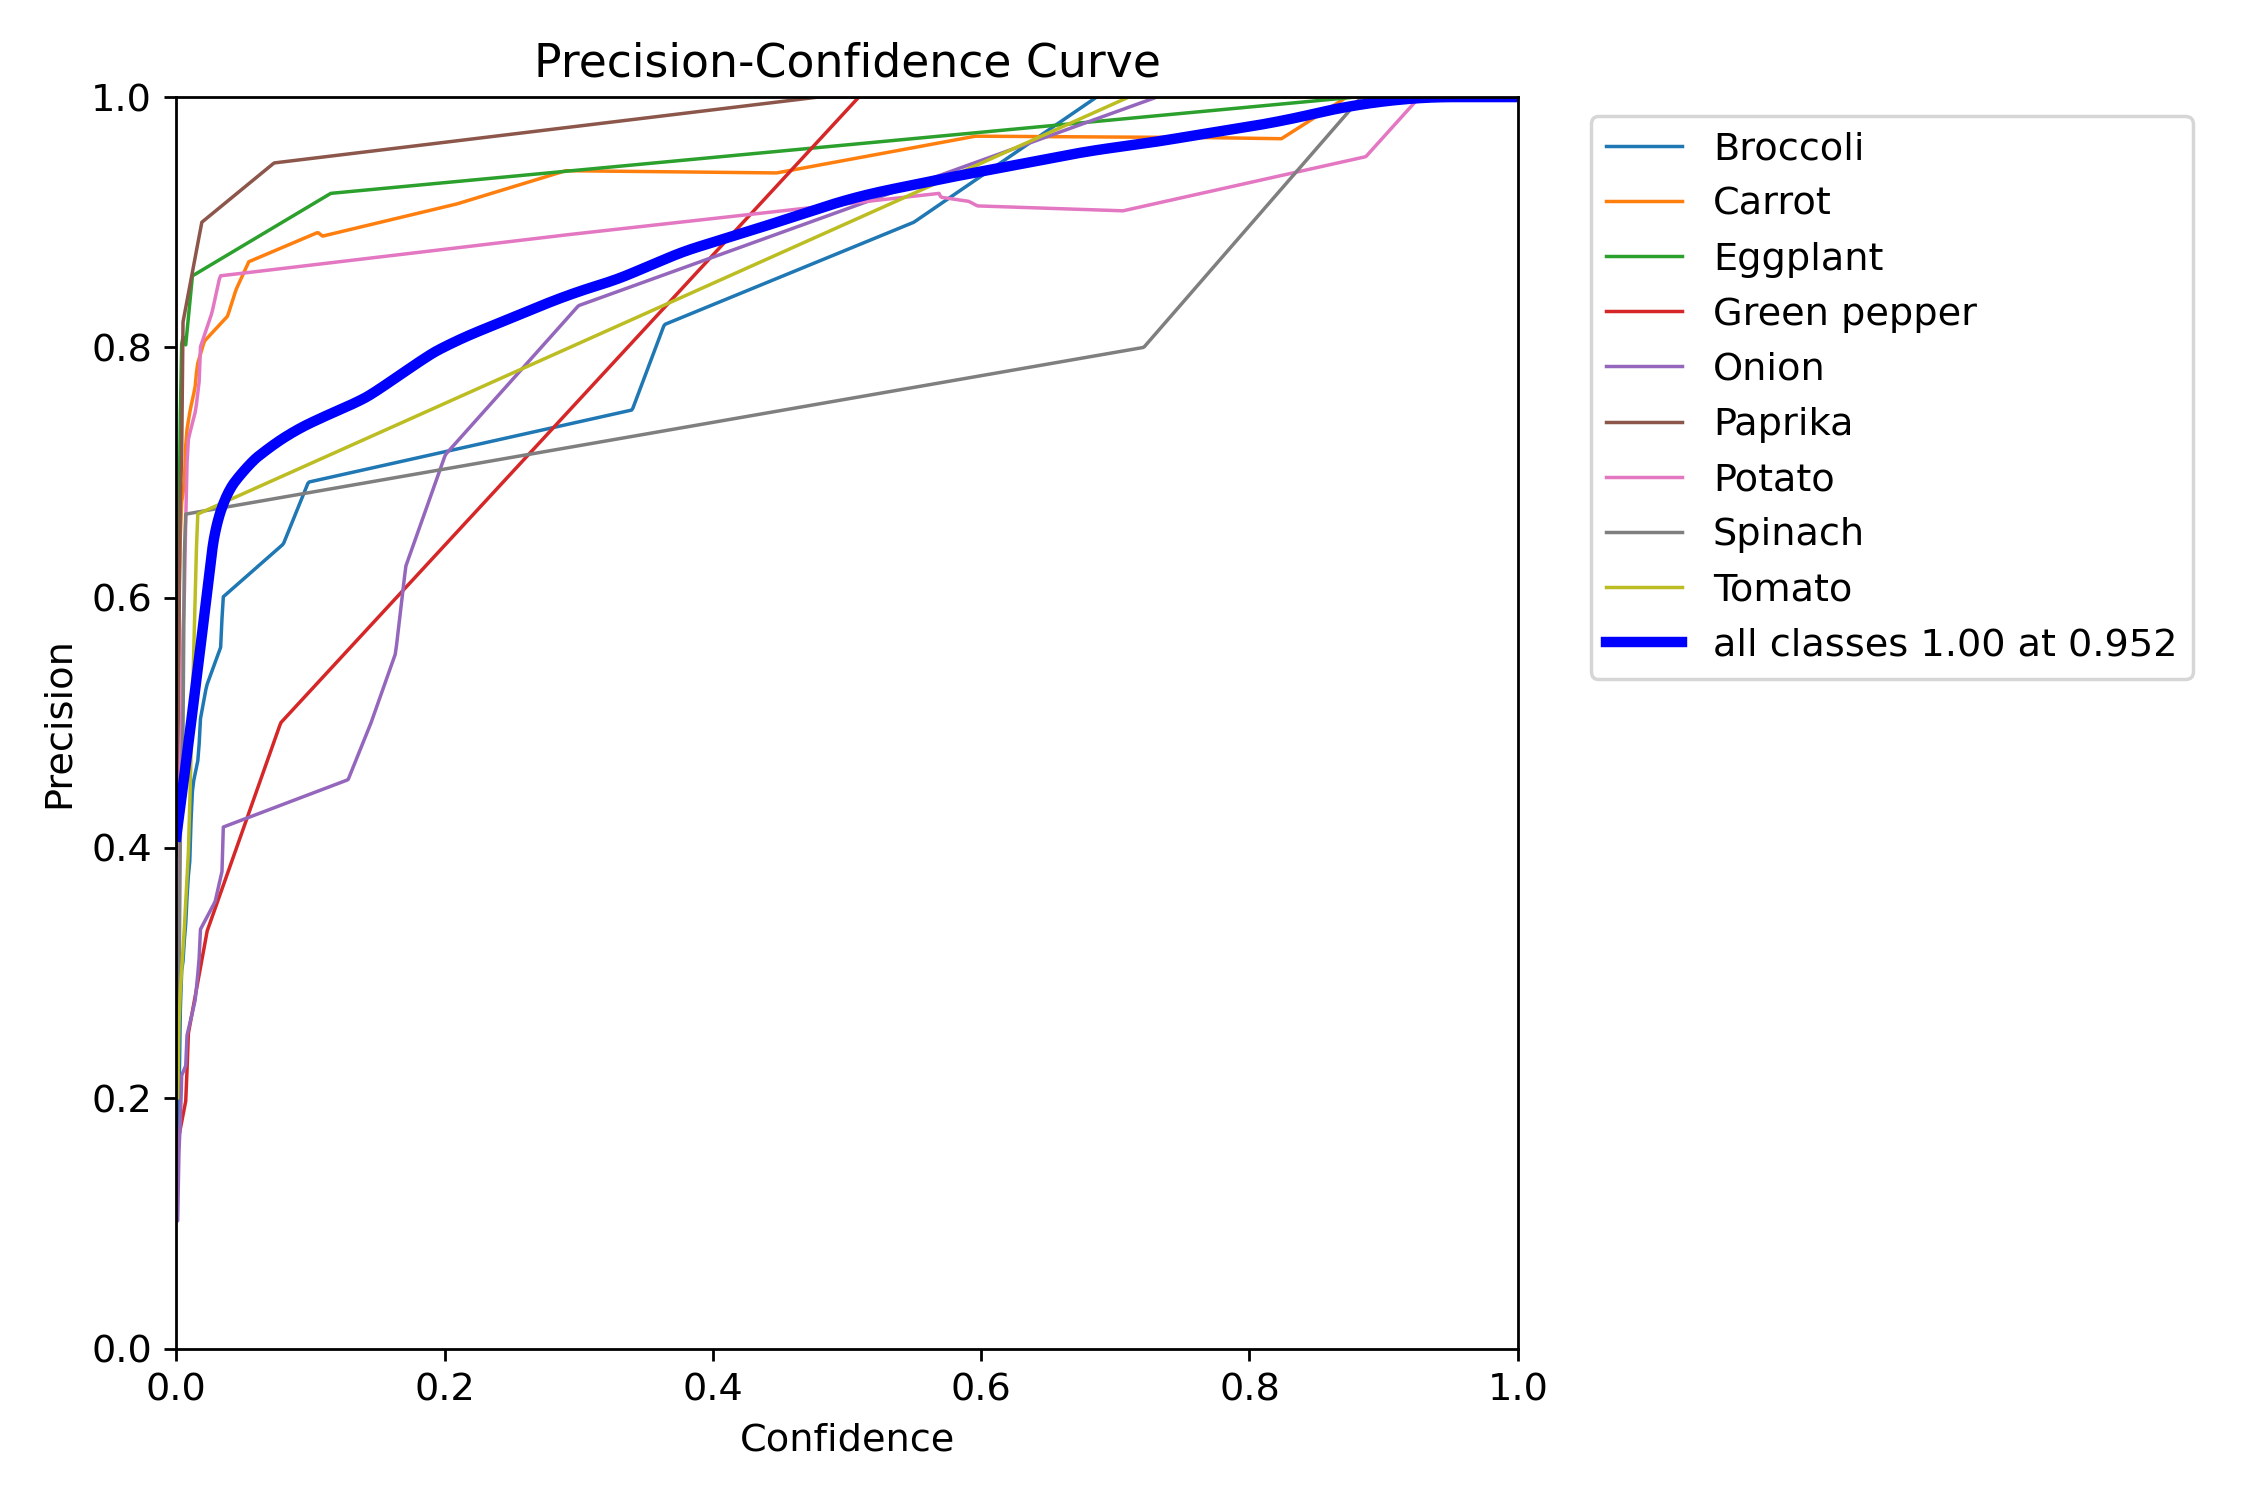 Precision-Confidence Curve
1.0
0.8
0.6
0.4
0.2
0.0
Precision
0.0 0.2 0.4 0.6 0.8 1.0
Confidence
Broccoli
Carrot
Eggplant
Green pepper
Onion
Paprika
Potato
Spinach
Tomato
all classes 1.00 at 0.952